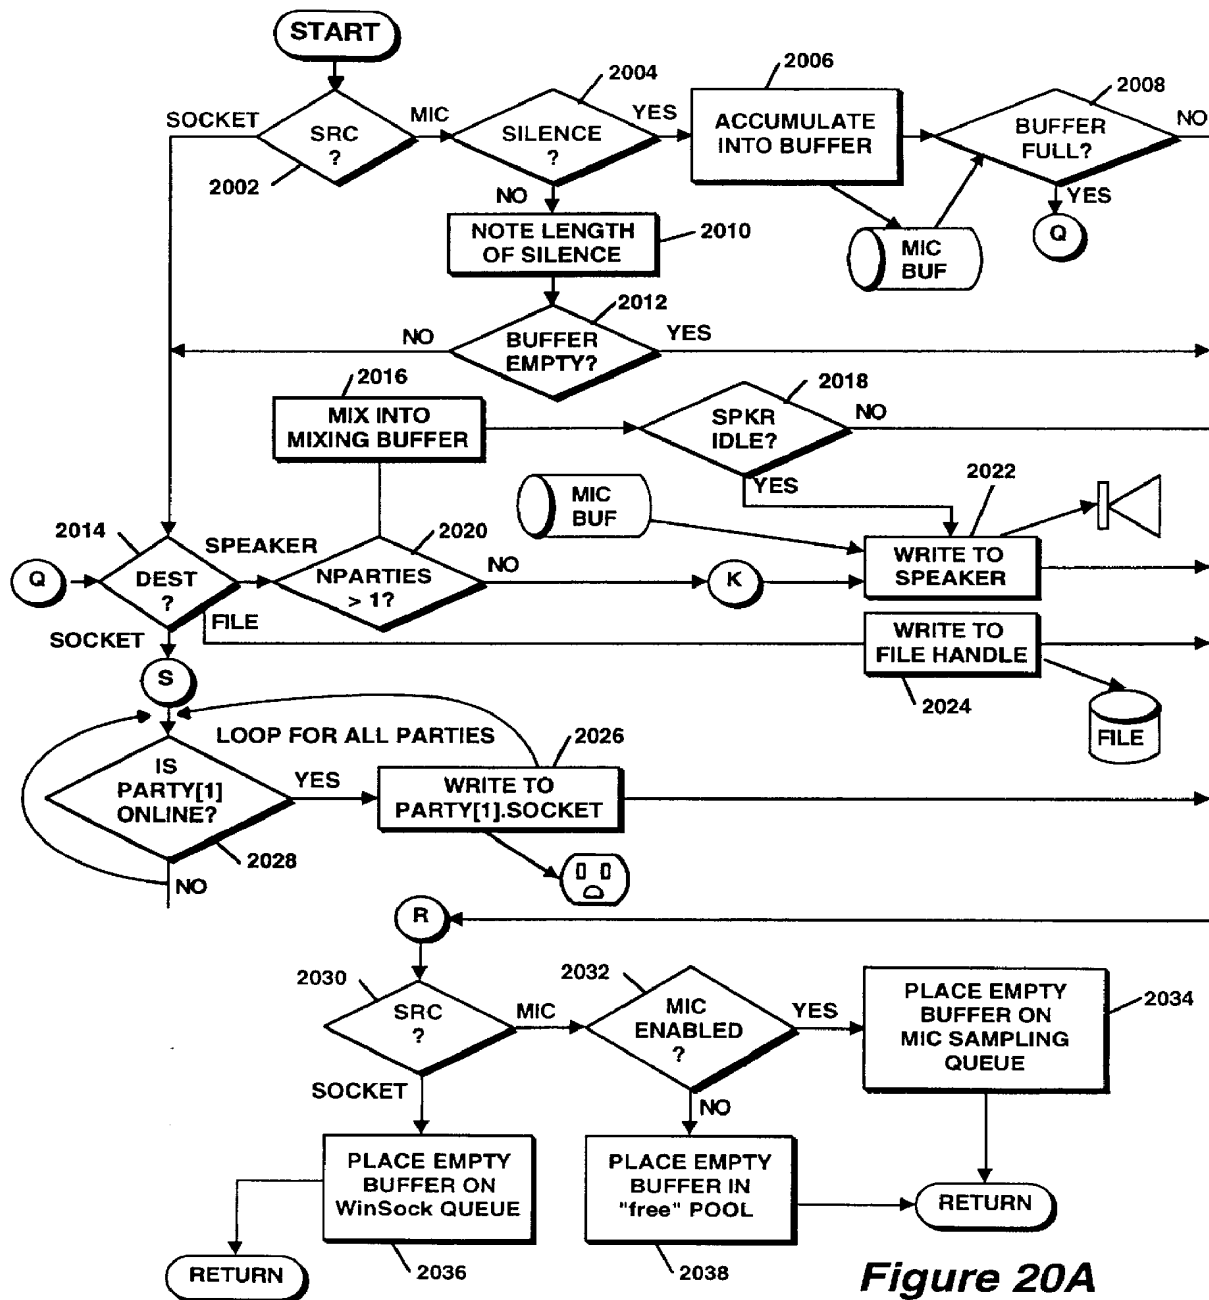 START
2004
2006
2008
SOCKET
SRC
?
MIC
SILENCE
?
YES
ACCUMULATE
INTO BUFFER
BUFFER
FULL?
NO
2002
NO
YES
NOTE LENGTH
OF SILENCE
2010
MIC
BUF
Q
2012
NO
BUFFER
EMPTY?
YES
2016
2018
MIX INTO
MIXING BUFFER
SPKR
IDLE?
NO
YES
MIC
BUF
2022
2014
SPEAKER
2020
Q
DEST
?
NPARTIES
> 1?
NO
K
WRITE TO
SPEAKER
FILE
SOCKET
WRITE TO
FILE HANDLE
S
2024
FILE
LOOP FOR ALL PARTIES
2026
IS
PARTY[1]
ONLINE?
YES
WRITE TO
PARTY[1].SOCKET
2028
NO
R
2030
2032
SRC
?
MIC
MIC
ENABLED
?
YES
PLACE EMPTY
BUFFER ON
MIC SAMPLING
QUEUE
2034
SOCKET
NO
PLACE EMPTY
BUFFER ON
WinSock QUEUE
PLACE EMPTY
BUFFER IN
"free" POOL
RETURN
RETURN
2036
2038
Figure 20A